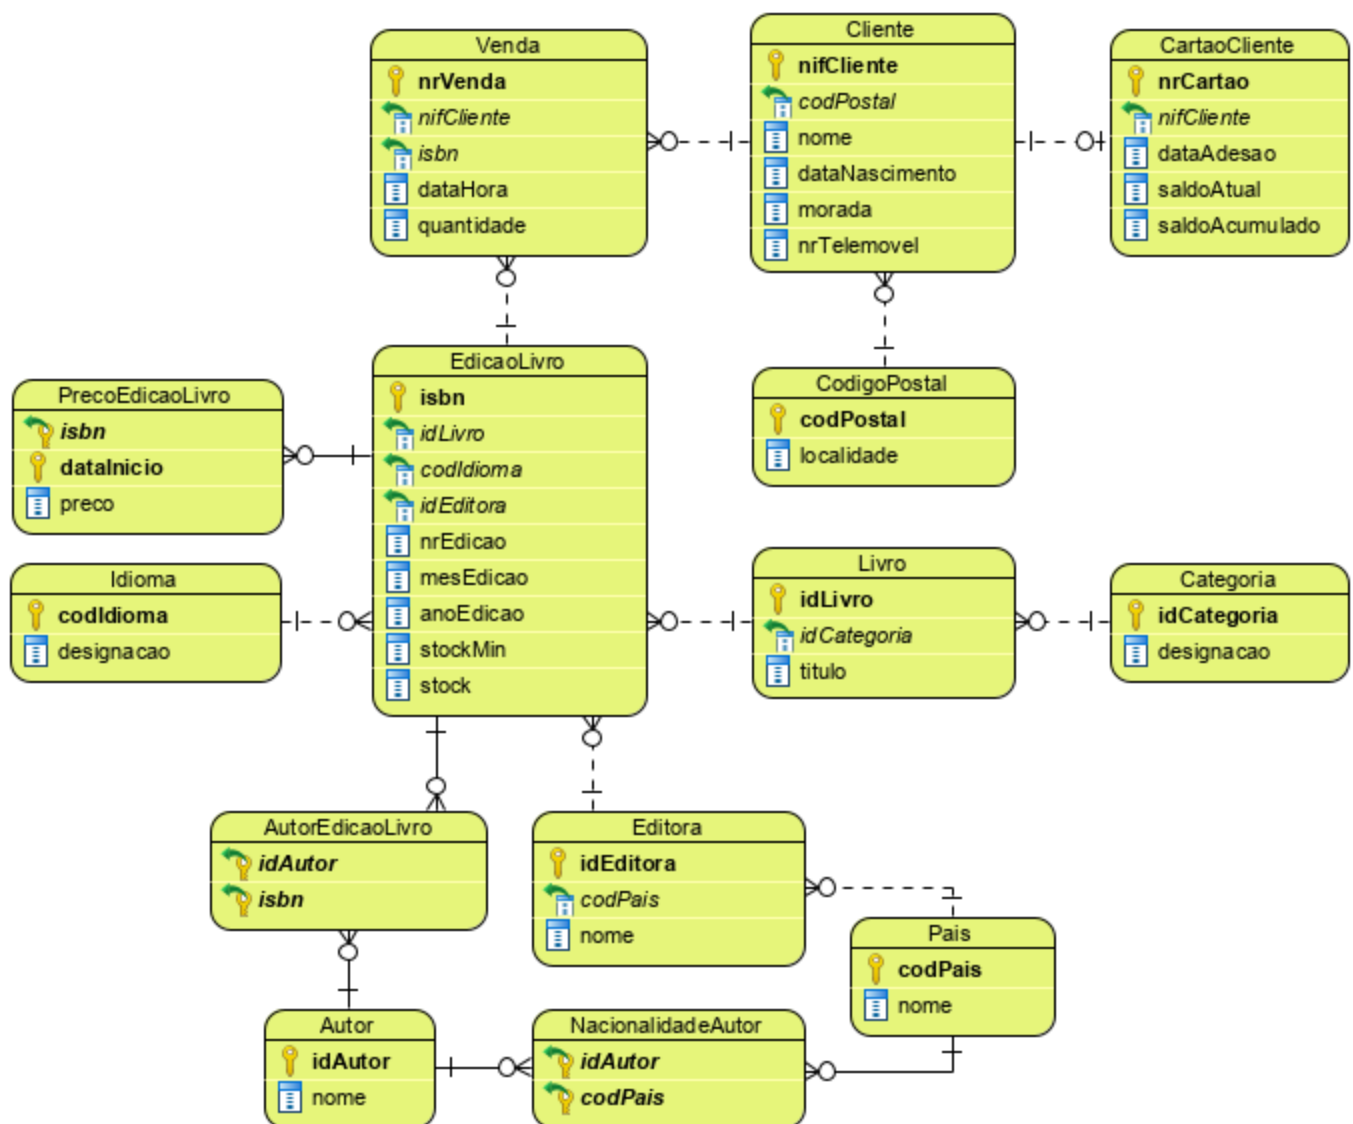 Venda
nrVenda
nifCliente
isbn
dataHora
quantidade
Cliente
nifCliente
codPostal
nome
dataNascimento
morada
nrTelemovel
CartaoCliente
nrCartao
nifCliente
dataAdesao
saldoAtual
saldoAcumulado
PrecoEdicaoLivro
isbn
dataInicio
preco
EdicaoLivro
isbn
idLivro
codIdioma
idEditora
nrEdicao
mesEdicao
anoEdicao
stockMin
stock
CodigoPostal
codPostal
localidade
Idioma
codIdioma
designacao
Livro
idLivro
idCategoria
titulo
Categoria
idCategoria
designacao
AutorEdicaoLivro
idAutor
isbn
Editora
idEditora
codPais
nome
Pais
codPais
nome
Autor
idAutor
nome
NacionalidadeAutor
idAutor
codPais